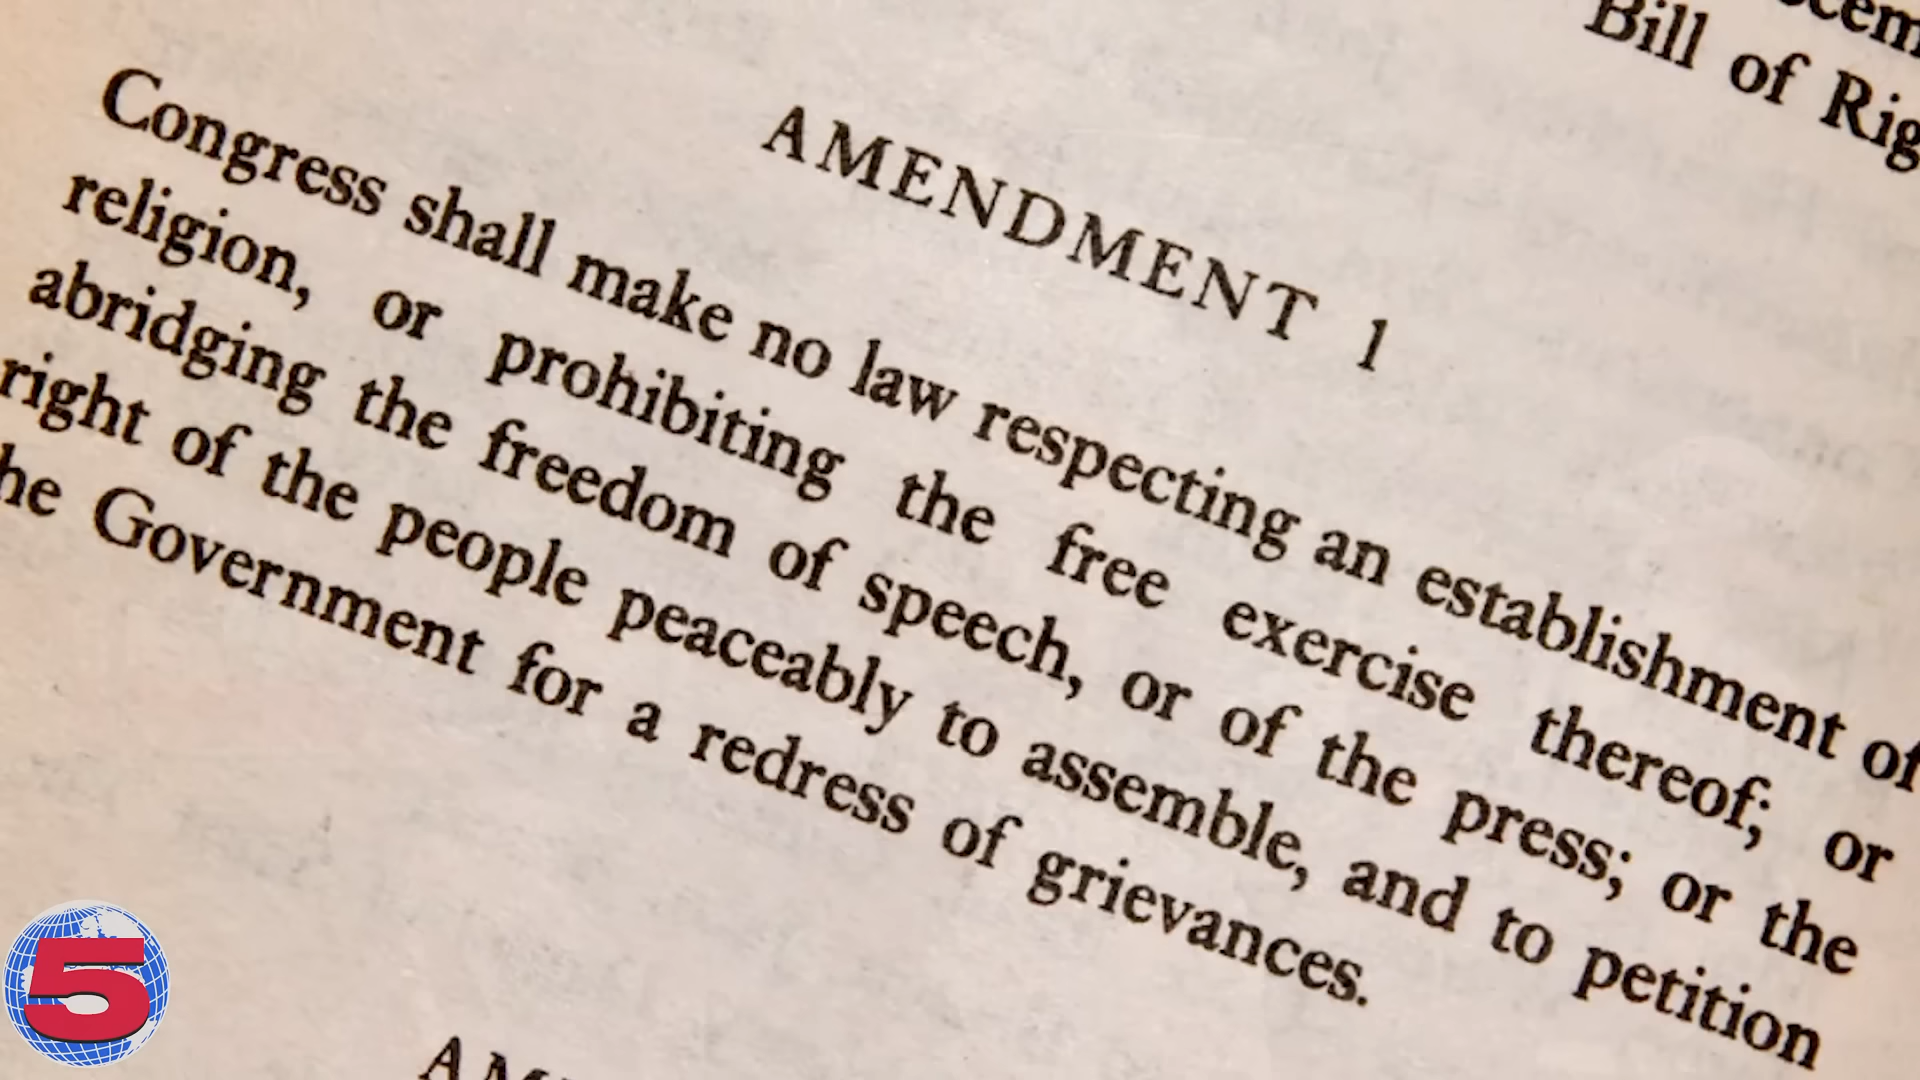 Bill of Rig
AMENDMENT 1
Congress shall make no law respecting an establishment of
religion, or prohibiting the free exercise thereof; or
abridging the freedom of speech, or of the press; or the
right of the people peaceably to assemble, and to petition
he Government for a redress of grievances.
5